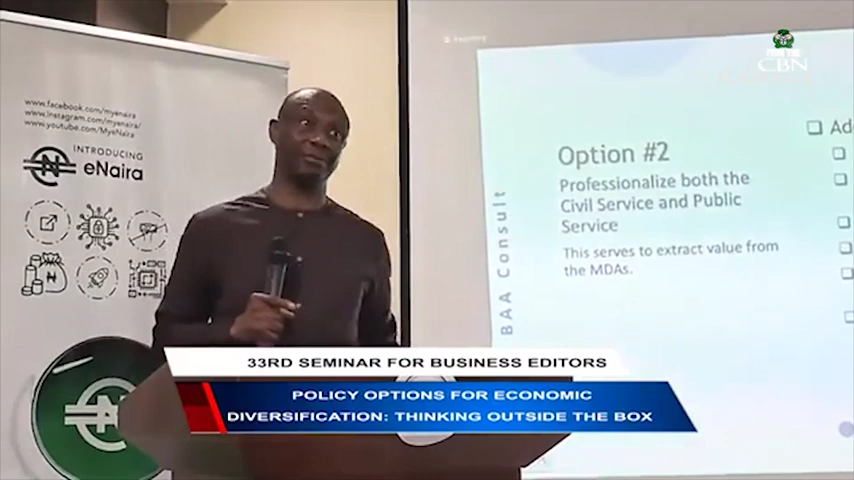 www.facebook.com/myenaira
www.instagram.com/myenaira/
www.youtube.com/MyeNaira
INTRODUCING
eNaira
CBN
Option #2
Professionalize both the
Civil Service and Public
Service
This serves to extract value from
the MDAs.
BAA Consult
Ad
33RD SEMINAR FOR BUSINESS EDITORS
POLICY OPTIONS FOR ECONOMIC
DIVERSIFICATION: THINKING OUTSIDE THE BOX